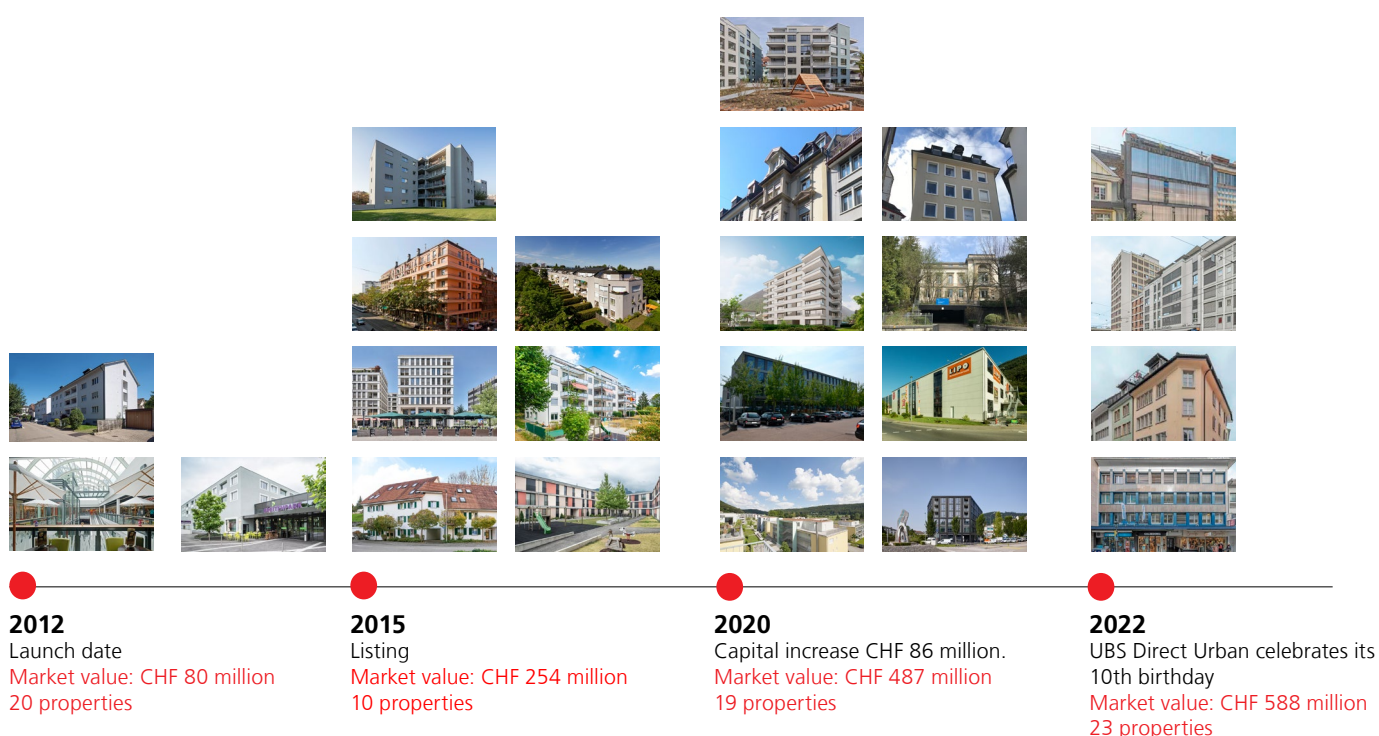 LIPO
2012
Launch date
Market value: CHF 80 million
20 properties
2015
Listing
Market value: CHF 254 million
10 properties
2020
Capital increase CHF 86 million.
Market value: CHF 487 million
19 properties
2022
UBS Direct Urban celebrates its
10th birthday
Market value: CHF 588 million
23 properties